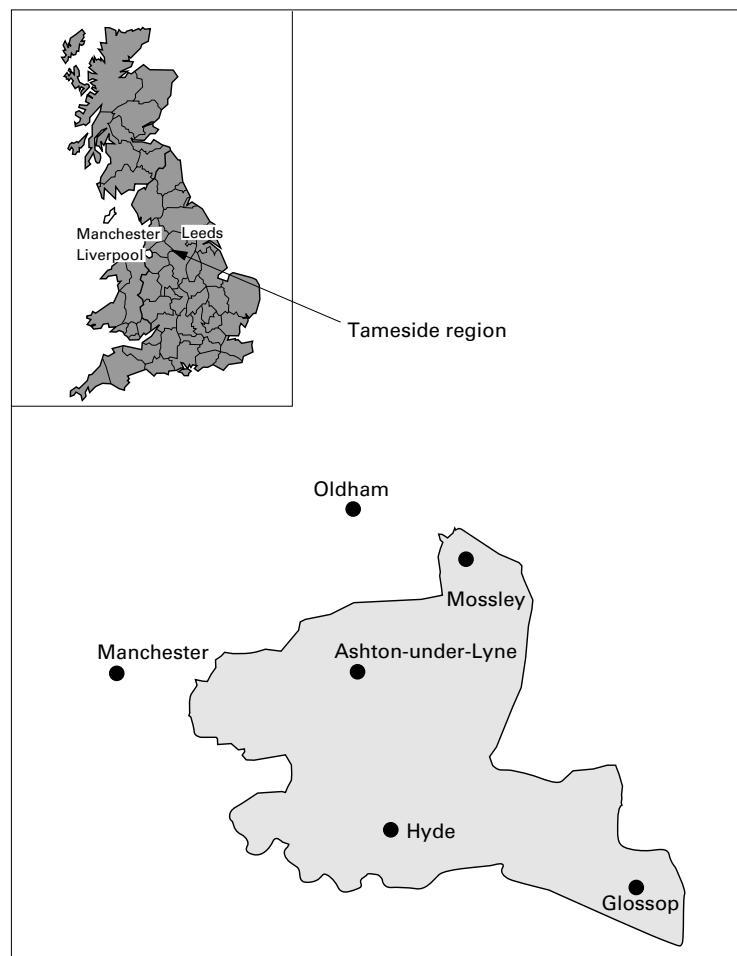 Manchester Leeds
Liverpool
Tameside region
Oldham
Mossley
Manchester
Ashton-under-Lyne
Hyde
Glossop